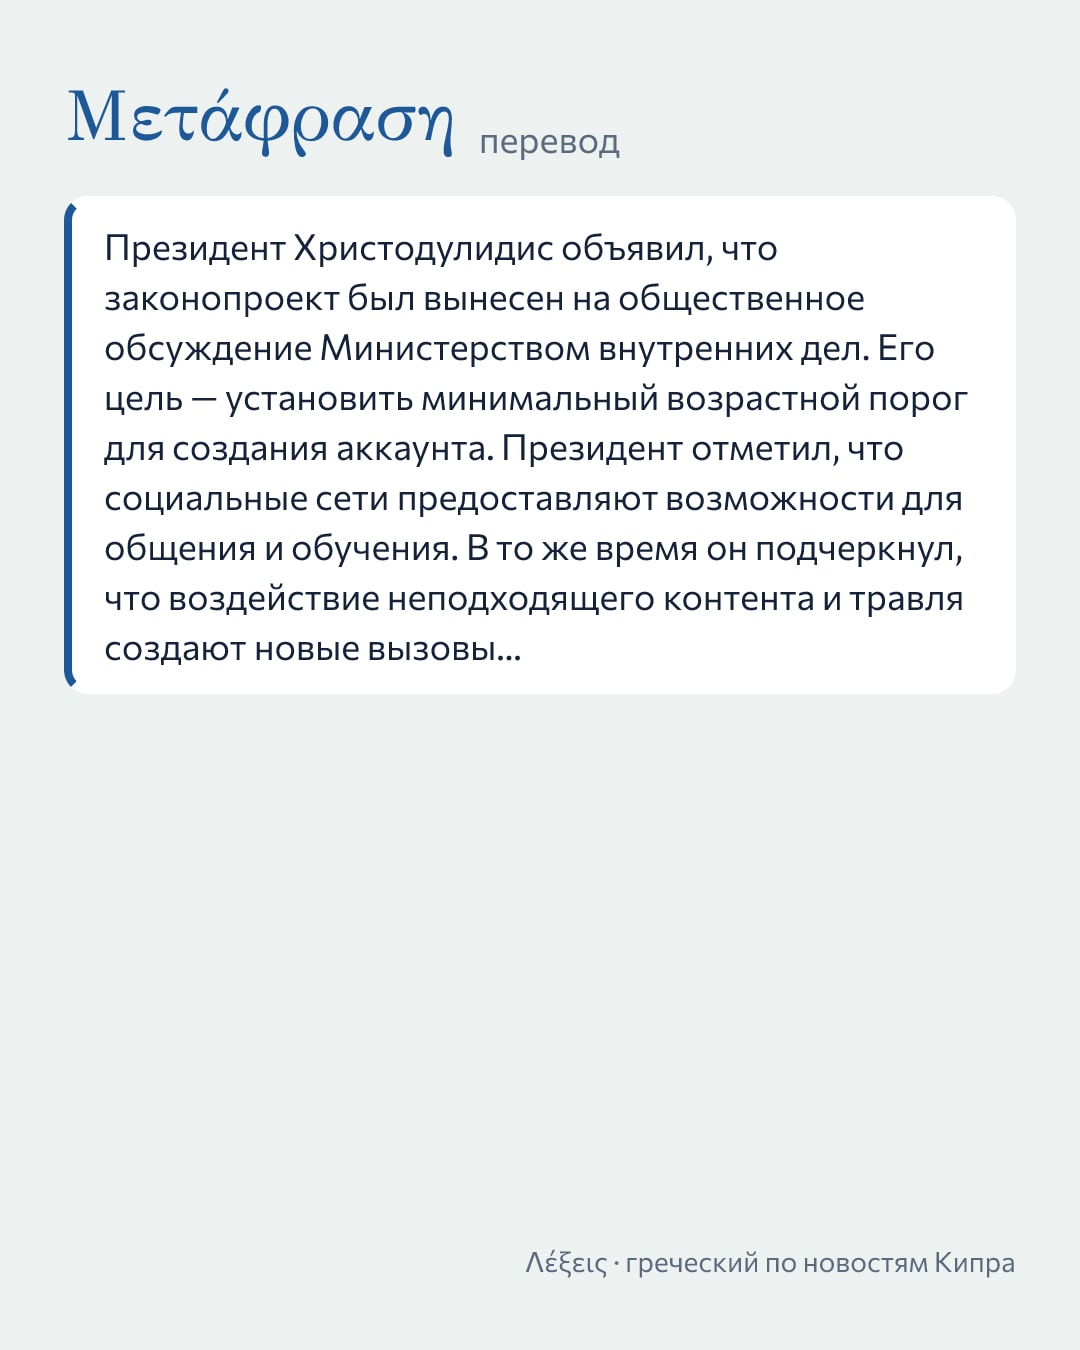 Μετάφραση перевод
Президент Христодулидис объявил, что
законопроект был вынесен на общественное
обсуждение Министерством внутренних дел. Его
цель — установить минимальный возрастной порог
для создания аккаунта. Президент отметил, что
социальные сети предоставляют возможности для
общения и обучения. В то же время он подчеркнул,
что воздействие неподходящего контента и травля
создают новые вызовы...
Λέξεις · греческий по новостям Кипра